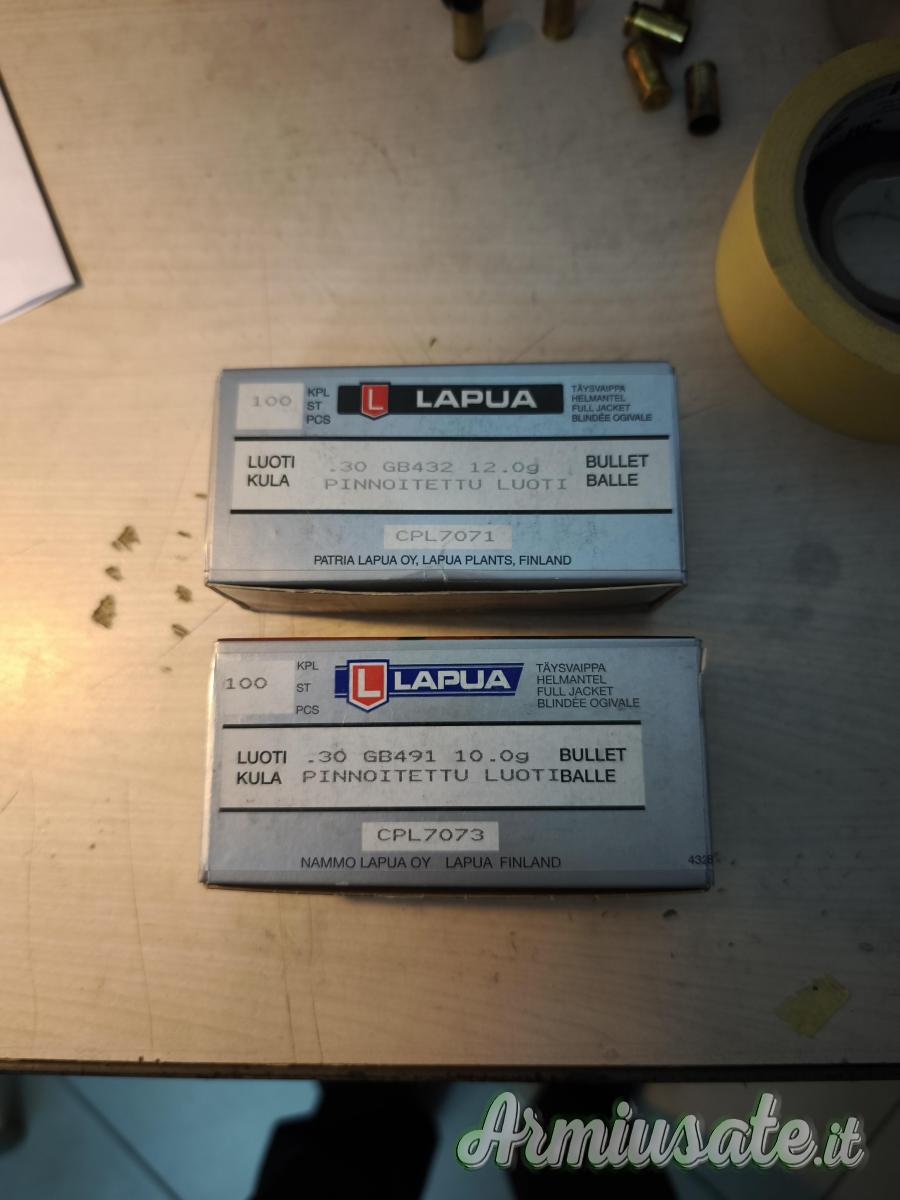 100
KPL
ST
PCS
L LAPUA
TÄYSVAIPPA
HELMANTEL
FULL JACKET
BLINDÉE OGIVALE
LUOTI
KULA
.30 GB432 12.0g
PINNOITETTU LUOTI
BULLET
BALLE
CPL7071
PATRIA LAPUA OY, LAPUA PLANTS, FINLAND
100
KPL
ST
PCS
L LAPUA
TÄYSVAIPPA
HELMANTEL
FULL JACKET
BLINDÉE OGIVALE
LUOTI
KULA
.30 GB491 10.0g
PINNOITETTU LUOTI
BULLET
BALLE
CPL7073
NAMMO LAPUA OY LAPUA FINLAND
Armiusate.it